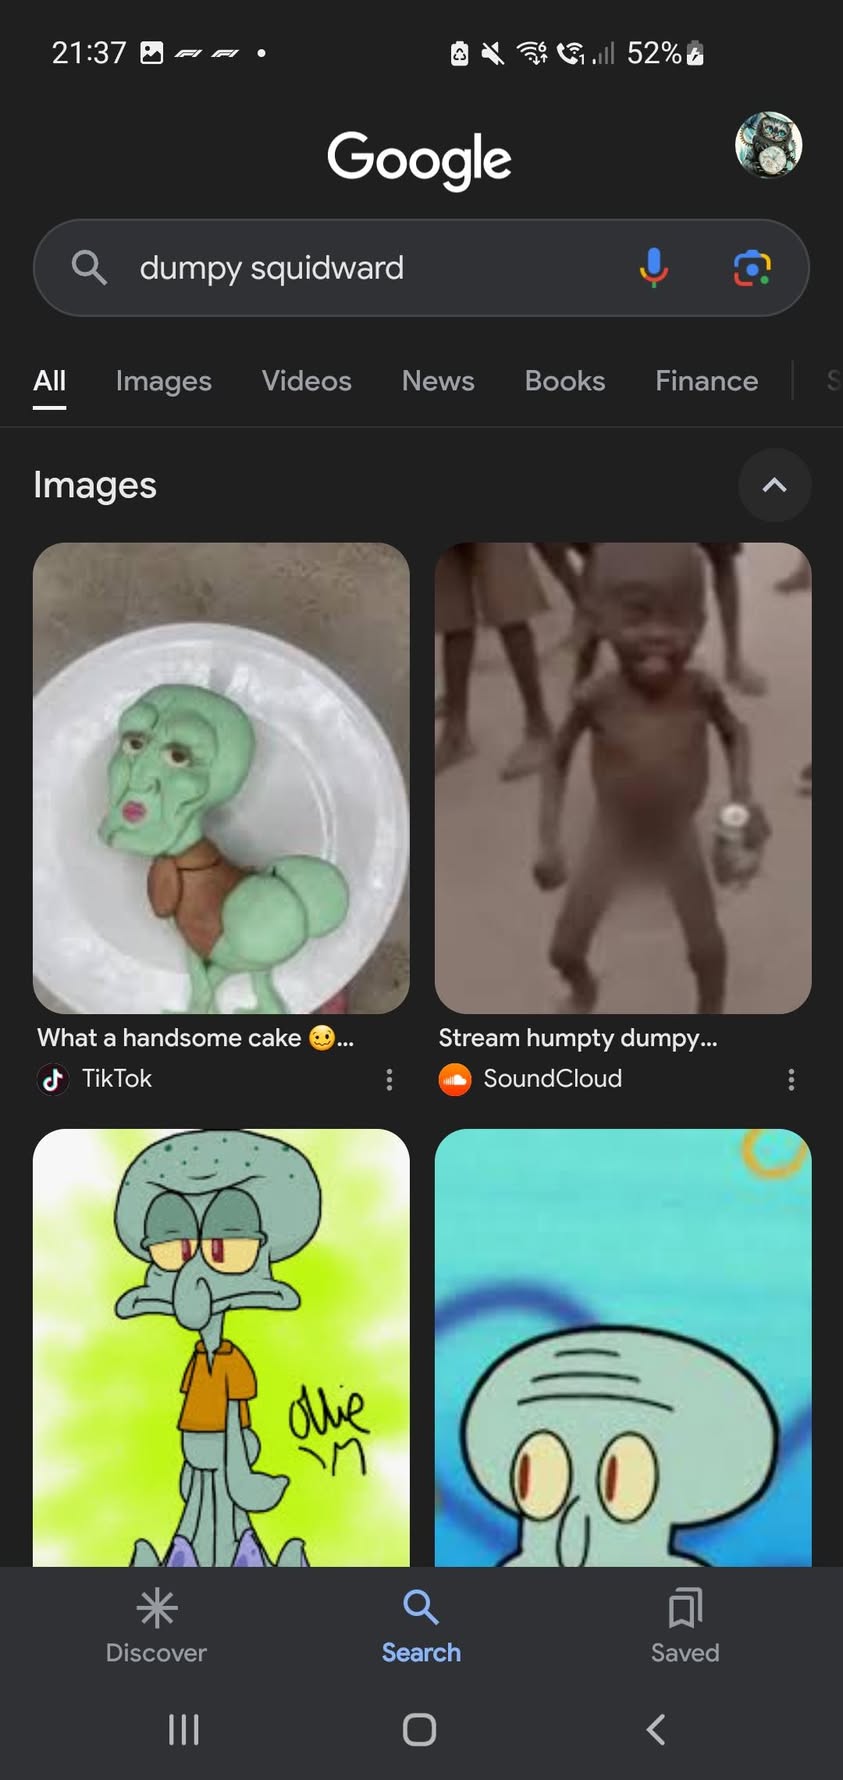 21:37 52%
Google
dumpy squidward
All Images Videos News Books Finance
Images
What a handsome cake 🥴...
TikTok
Stream humpty dumpy...
SoundCloud
Ollie
Discover Search Saved